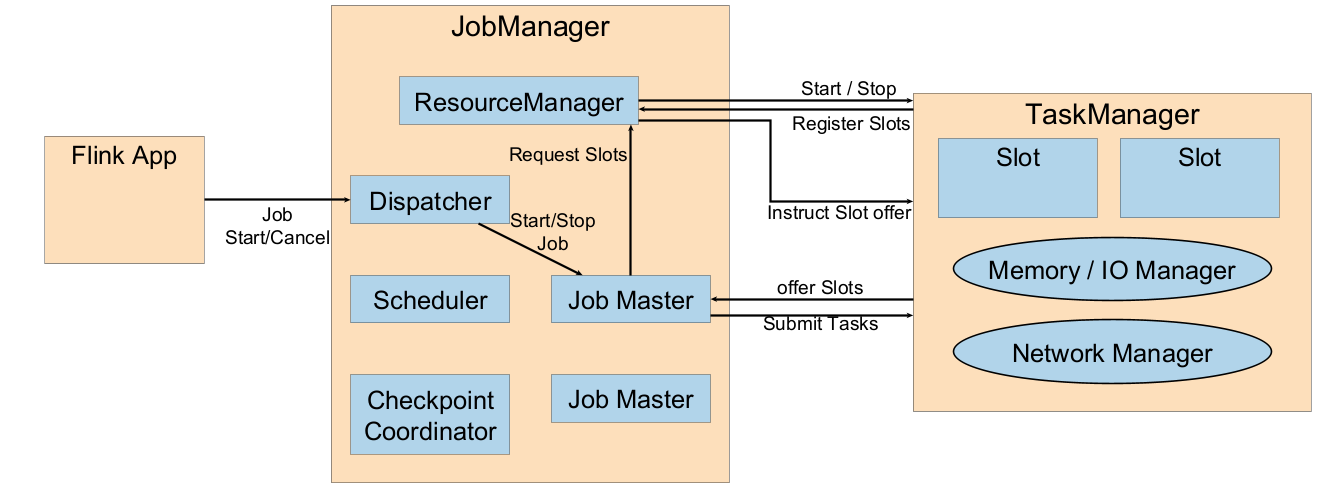 JobManager
ResourceManager
Start / Stop
Register Slots
TaskManager
Slot
Slot
Flink App
Request Slots
Dispatcher
Job
Start/Cancel
Start/Stop
Job
Instruct Slot offer
Memory / IO Manager
Scheduler
Job Master
offer Slots
Submit Tasks
Network Manager
Checkpoint
Coordinator
Job Master